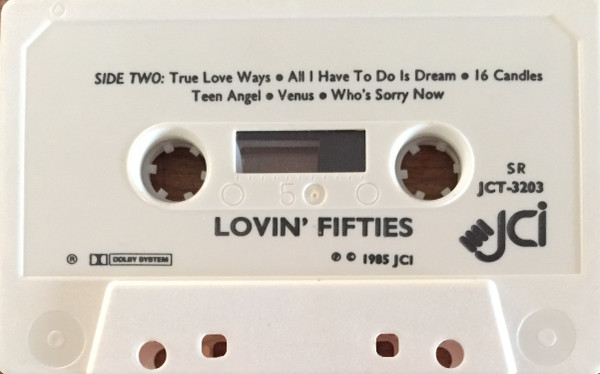 SIDE TWO: True Love Ways • All I Have To Do Is Dream • 16 Candles
Teen Angel • Venus • Who's Sorry Now
5
SR
JCT-3203
LOVIN' FIFTIES
JCi
® DOLBY SYSTEM
℗ © 1985 JCI